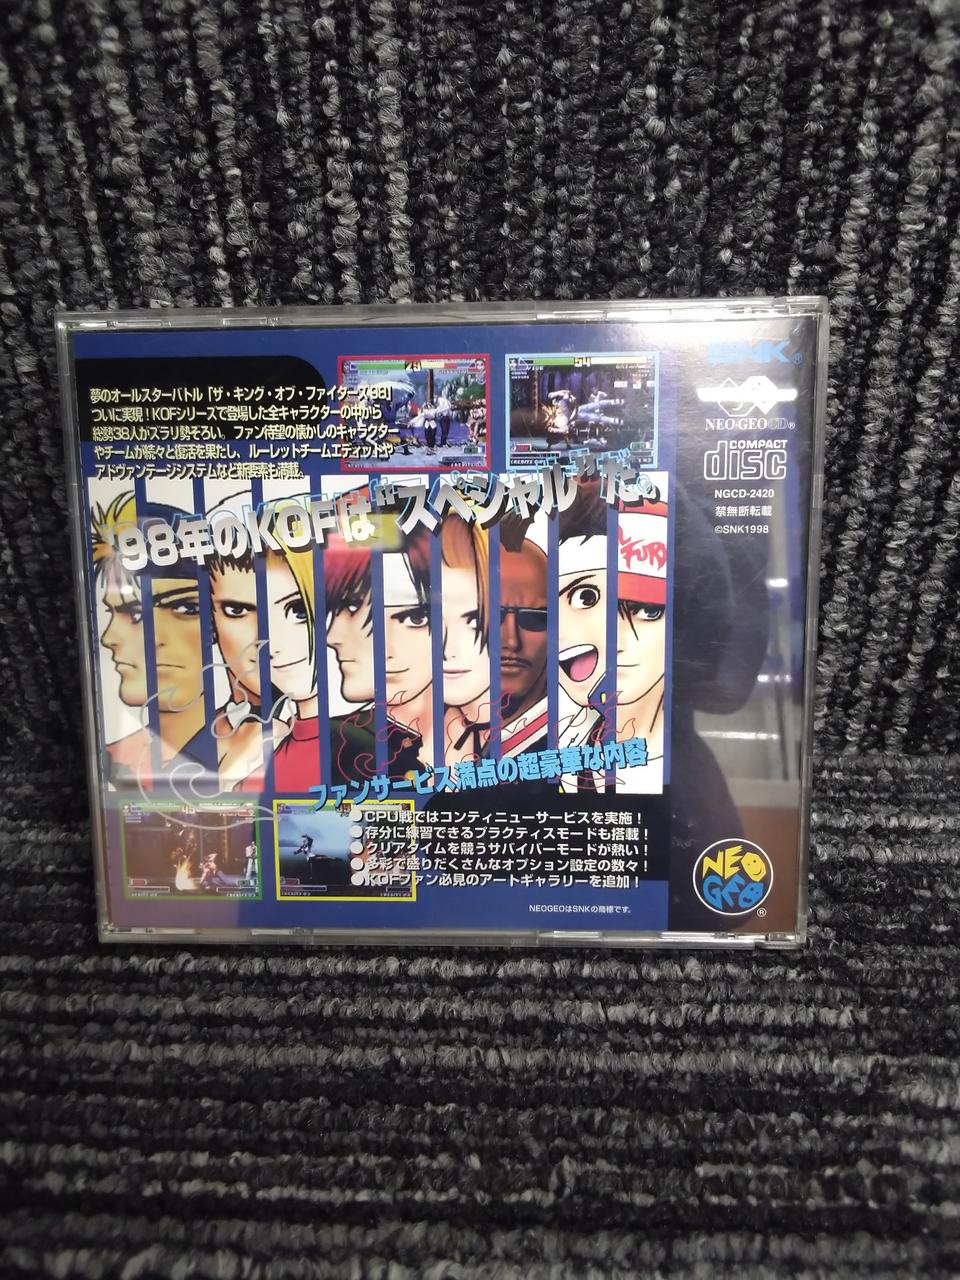 夢のオールスターバトル「ザ・キング・オブ・ファイターズ'98」
ついに実現！KOFシリーズで登場した全キャラクターの中から
総勢38人がズラリ勢ぞろい。ファン待望の懐かしのキャラクター
やチームが続々と復活を果たし、ルーレットチームエディットや
アドヴァンテージシステムなど新要素も満載。
29
54
SNK®
NEO·GEO CD®
COMPACT
disc
NGCD-2420
禁無断転載
©SNK1998
'98年のKOFは“スペシャル”だ。
FURY
ファンサービス満点の超豪華な内容
●CPU戦ではコンティニューサービスを実施！
●存分に練習できるプラクティスモードも搭載！
●クリアタイムを競うサバイバーモードが熱い！
●多彩で盛りだくさんなオプション設定の数々！
●KOFファン必見のアートギャラリーを追加！
NEO
GEO
®
NEOGEOはSNKの商標です。